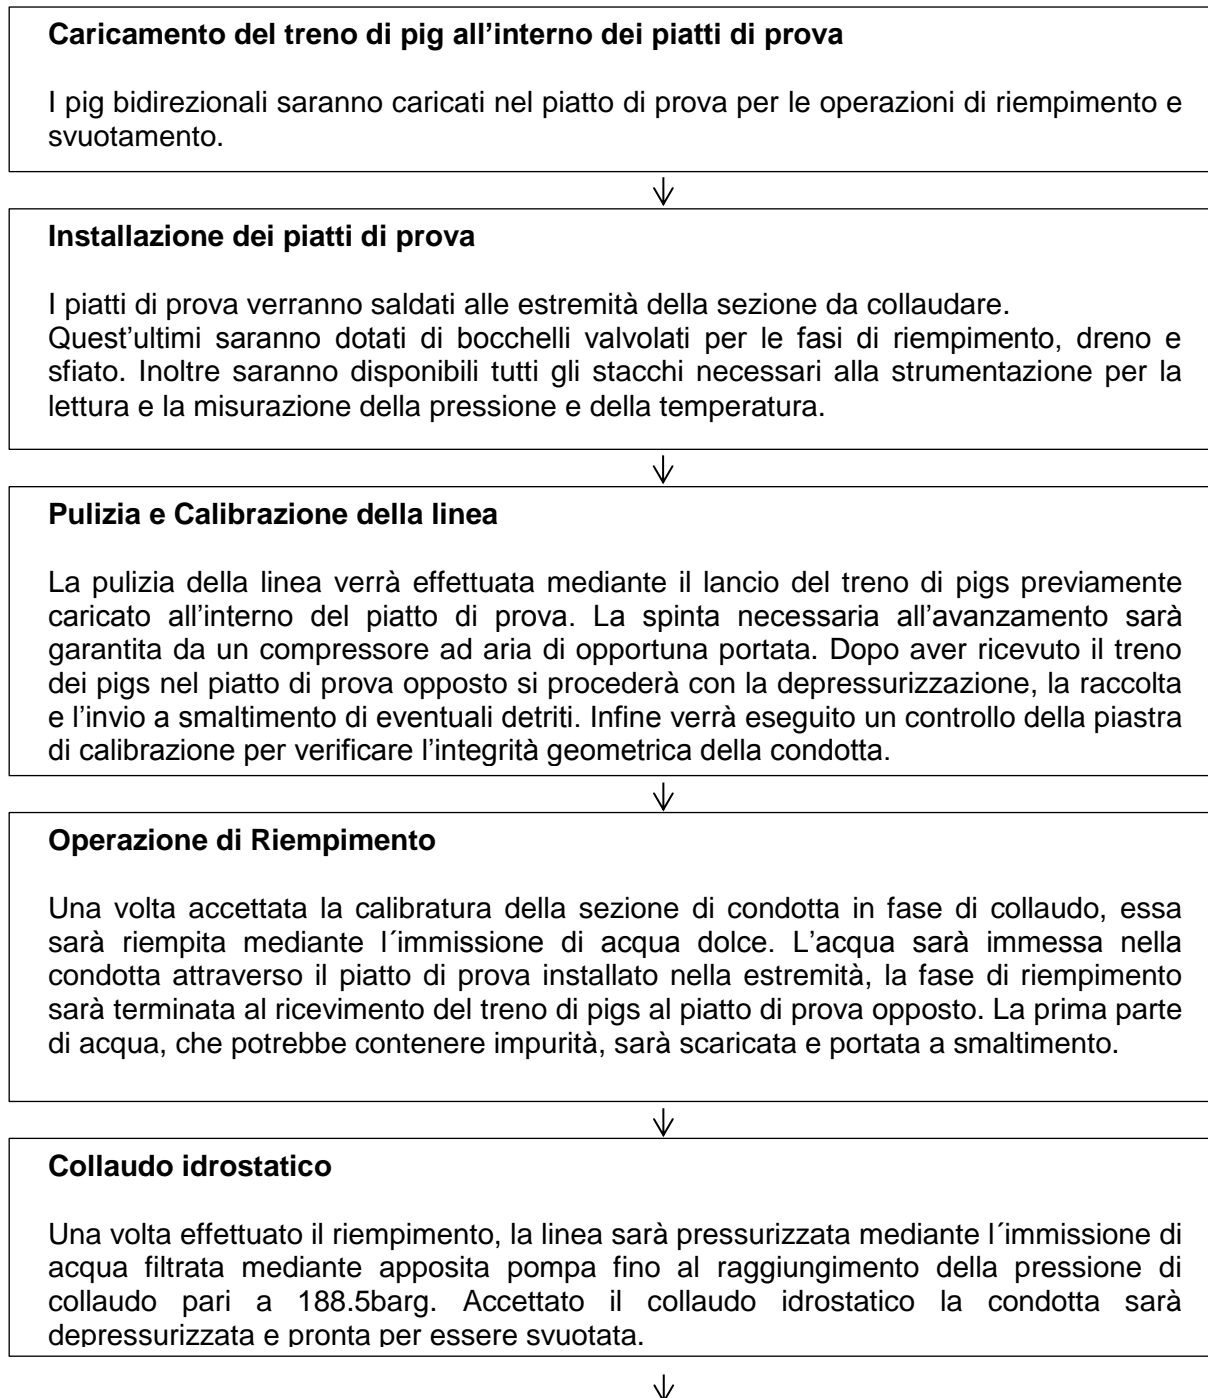 Caricamento del treno di pig all’interno dei piatti di prova
I pig bidirezionali saranno caricati nel piatto di prova per le operazioni di riempimento e
svuotamento.
Installazione dei piatti di prova
I piatti di prova verranno saldati alle estremità della sezione da collaudare.
Quest’ultimi saranno dotati di bocchelli valvolati per le fasi di riempimento, dreno e
sfiato. Inoltre saranno disponibili tutti gli stacchi necessari alla strumentazione per la
lettura e la misurazione della pressione e della temperatura.
Pulizia e Calibrazione della linea
La pulizia della linea verrà effettuata mediante il lancio del treno di pigs previamente
caricato all’interno del piatto di prova. La spinta necessaria all’avanzamento sarà
garantita da un compressore ad aria di opportuna portata. Dopo aver ricevuto il treno
dei pigs nel piatto di prova opposto si procederà con la depressurizzazione, la raccolta
e l’invio a smaltimento di eventuali detriti. Infine verrà eseguito un controllo della piastra
di calibrazione per verificare l’integrità geometrica della condotta.
Operazione di Riempimento
Una volta accettata la calibratura della sezione di condotta in fase di collaudo, essa
sarà riempita mediante l´immissione di acqua dolce. L’acqua sarà immessa nella
condotta attraverso il piatto di prova installato nella estremità, la fase di riempimento
sarà terminata al ricevimento del treno di pigs al piatto di prova opposto. La prima parte
di acqua, che potrebbe contenere impurità, sarà scaricata e portata a smaltimento.
Collaudo idrostatico
Una volta effettuato il riempimento, la linea sarà pressurizzata mediante l´immissione di
acqua filtrata mediante apposita pompa fino al raggiungimento della pressione di
collaudo pari a 188.5barg. Accettato il collaudo idrostatico la condotta sarà
depressurizzata e pronta per essere svuotata.